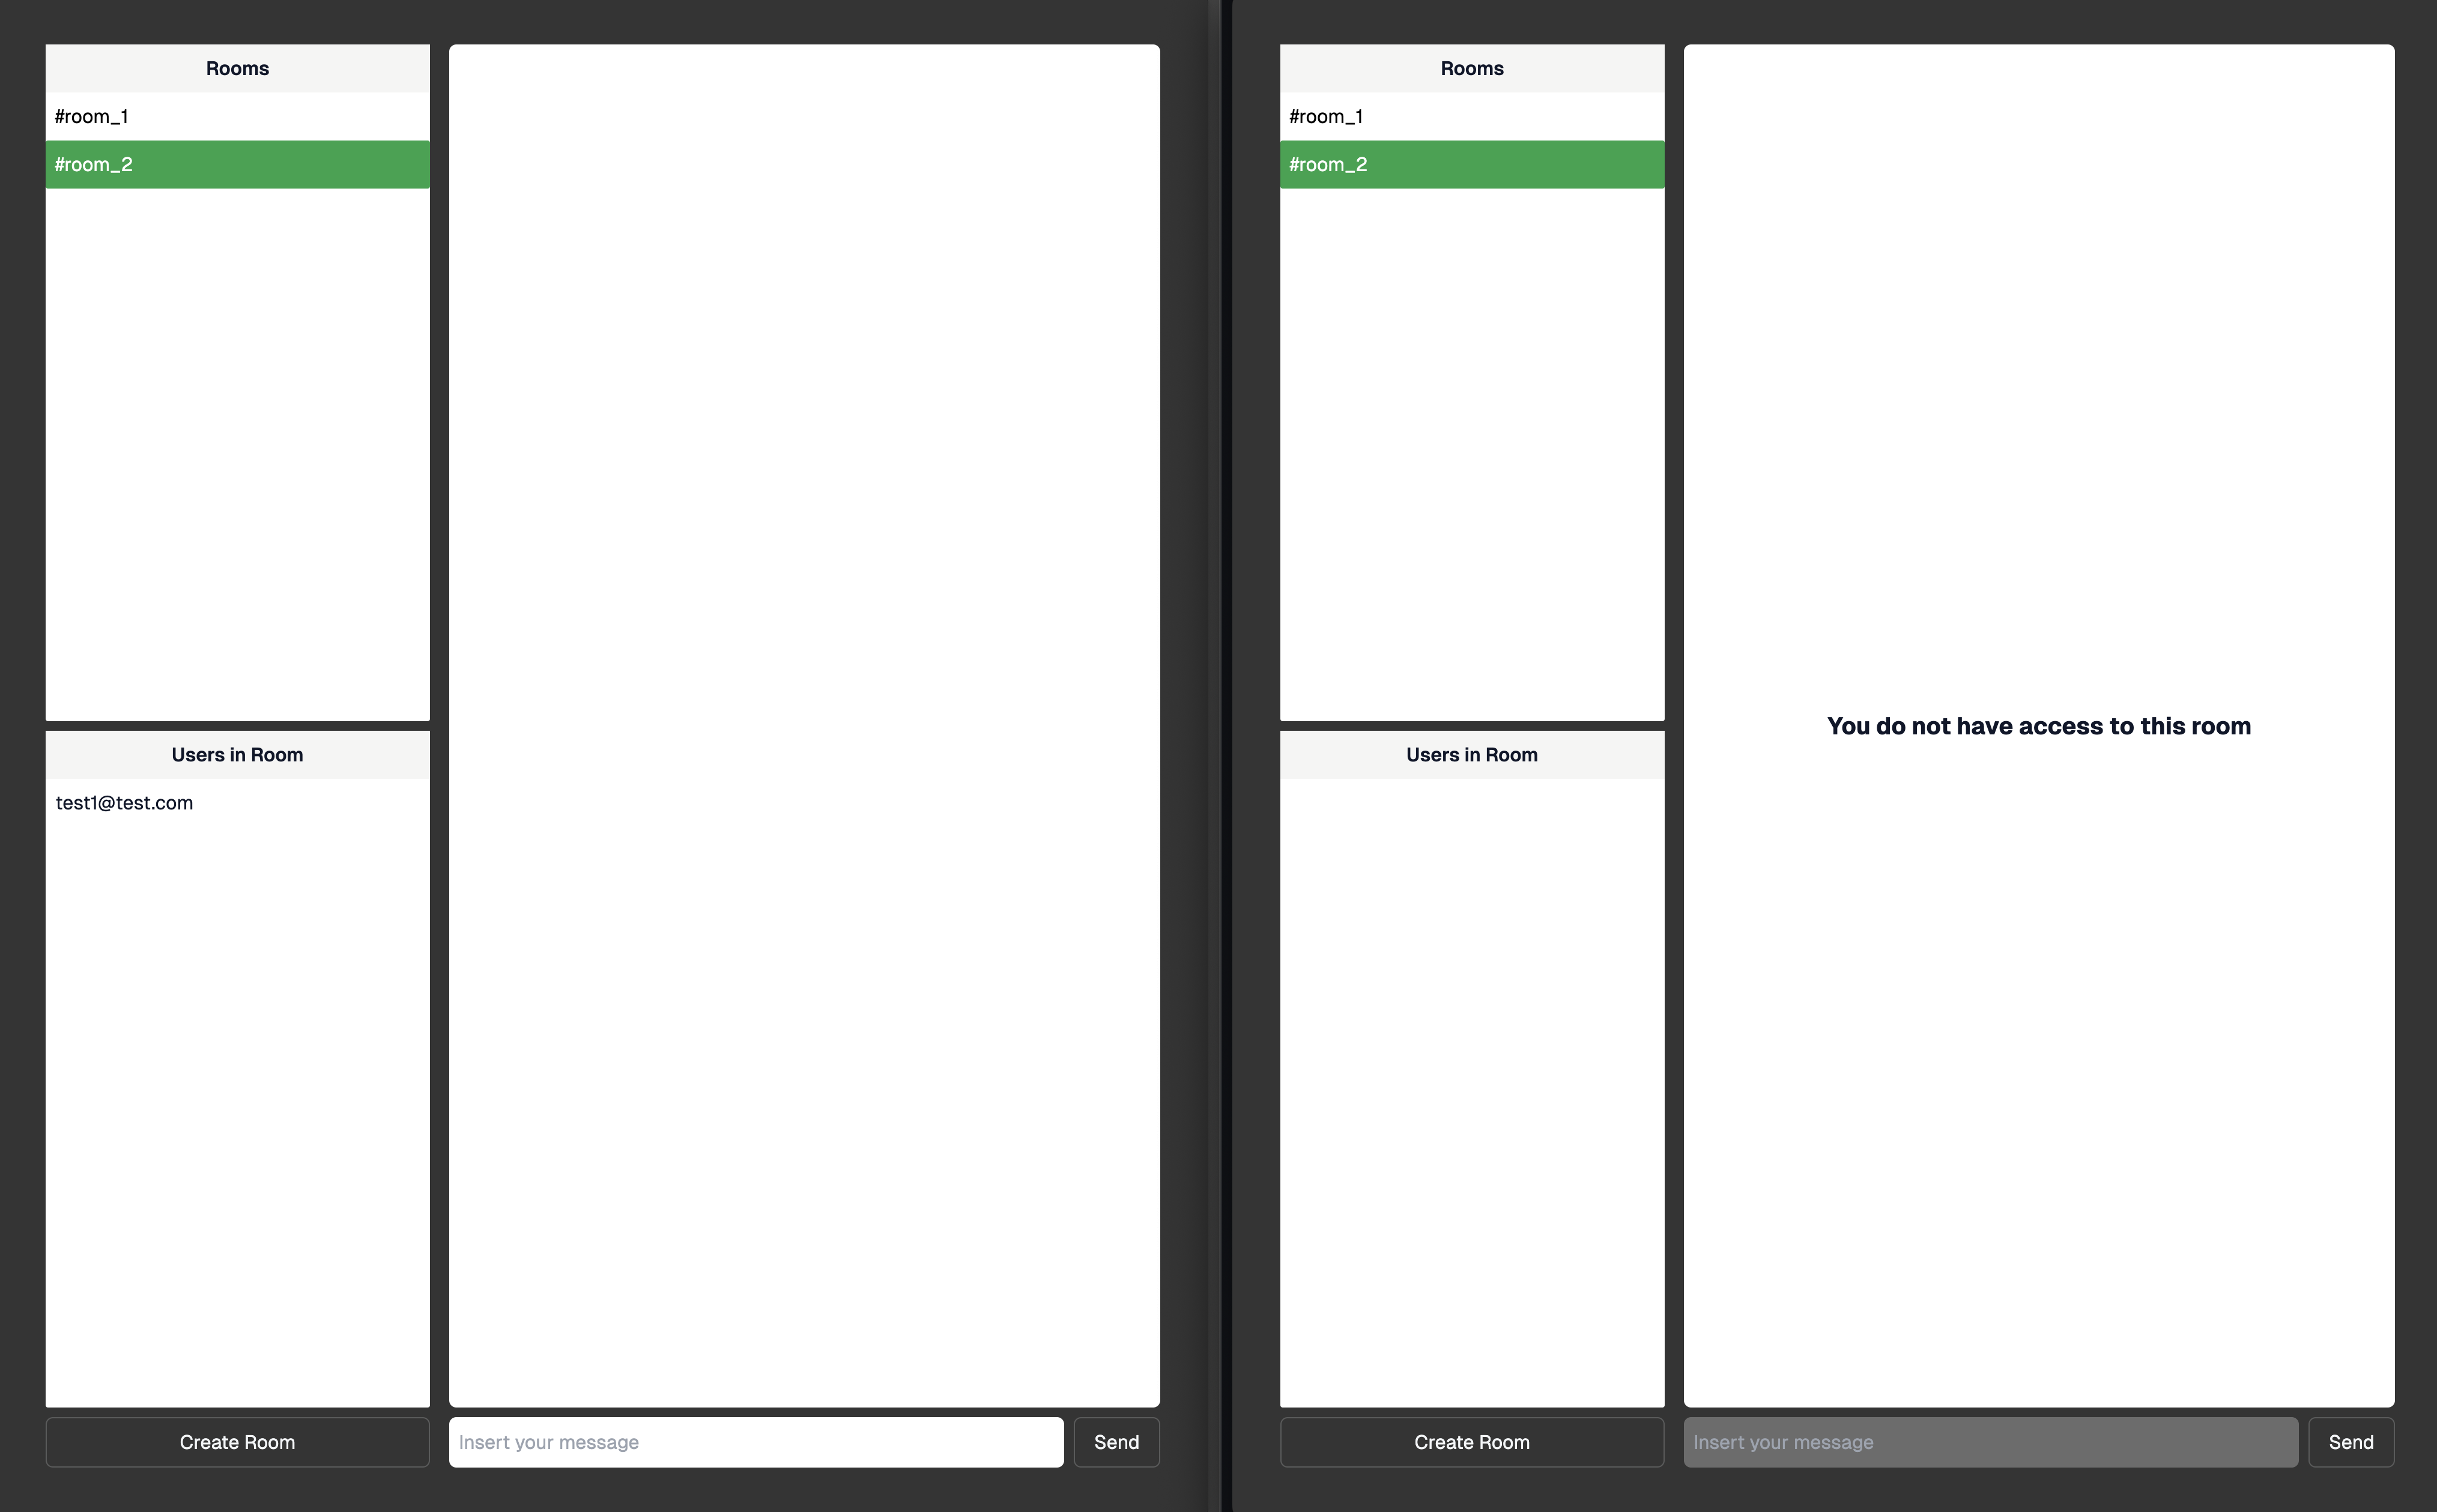 Rooms
#room_1
#room_2
Users in Room
test1@test.com
Create Room
Insert your message
Send
Rooms
#room_1
#room_2
Users in Room
You do not have access to this room
Create Room
Insert your message
Send